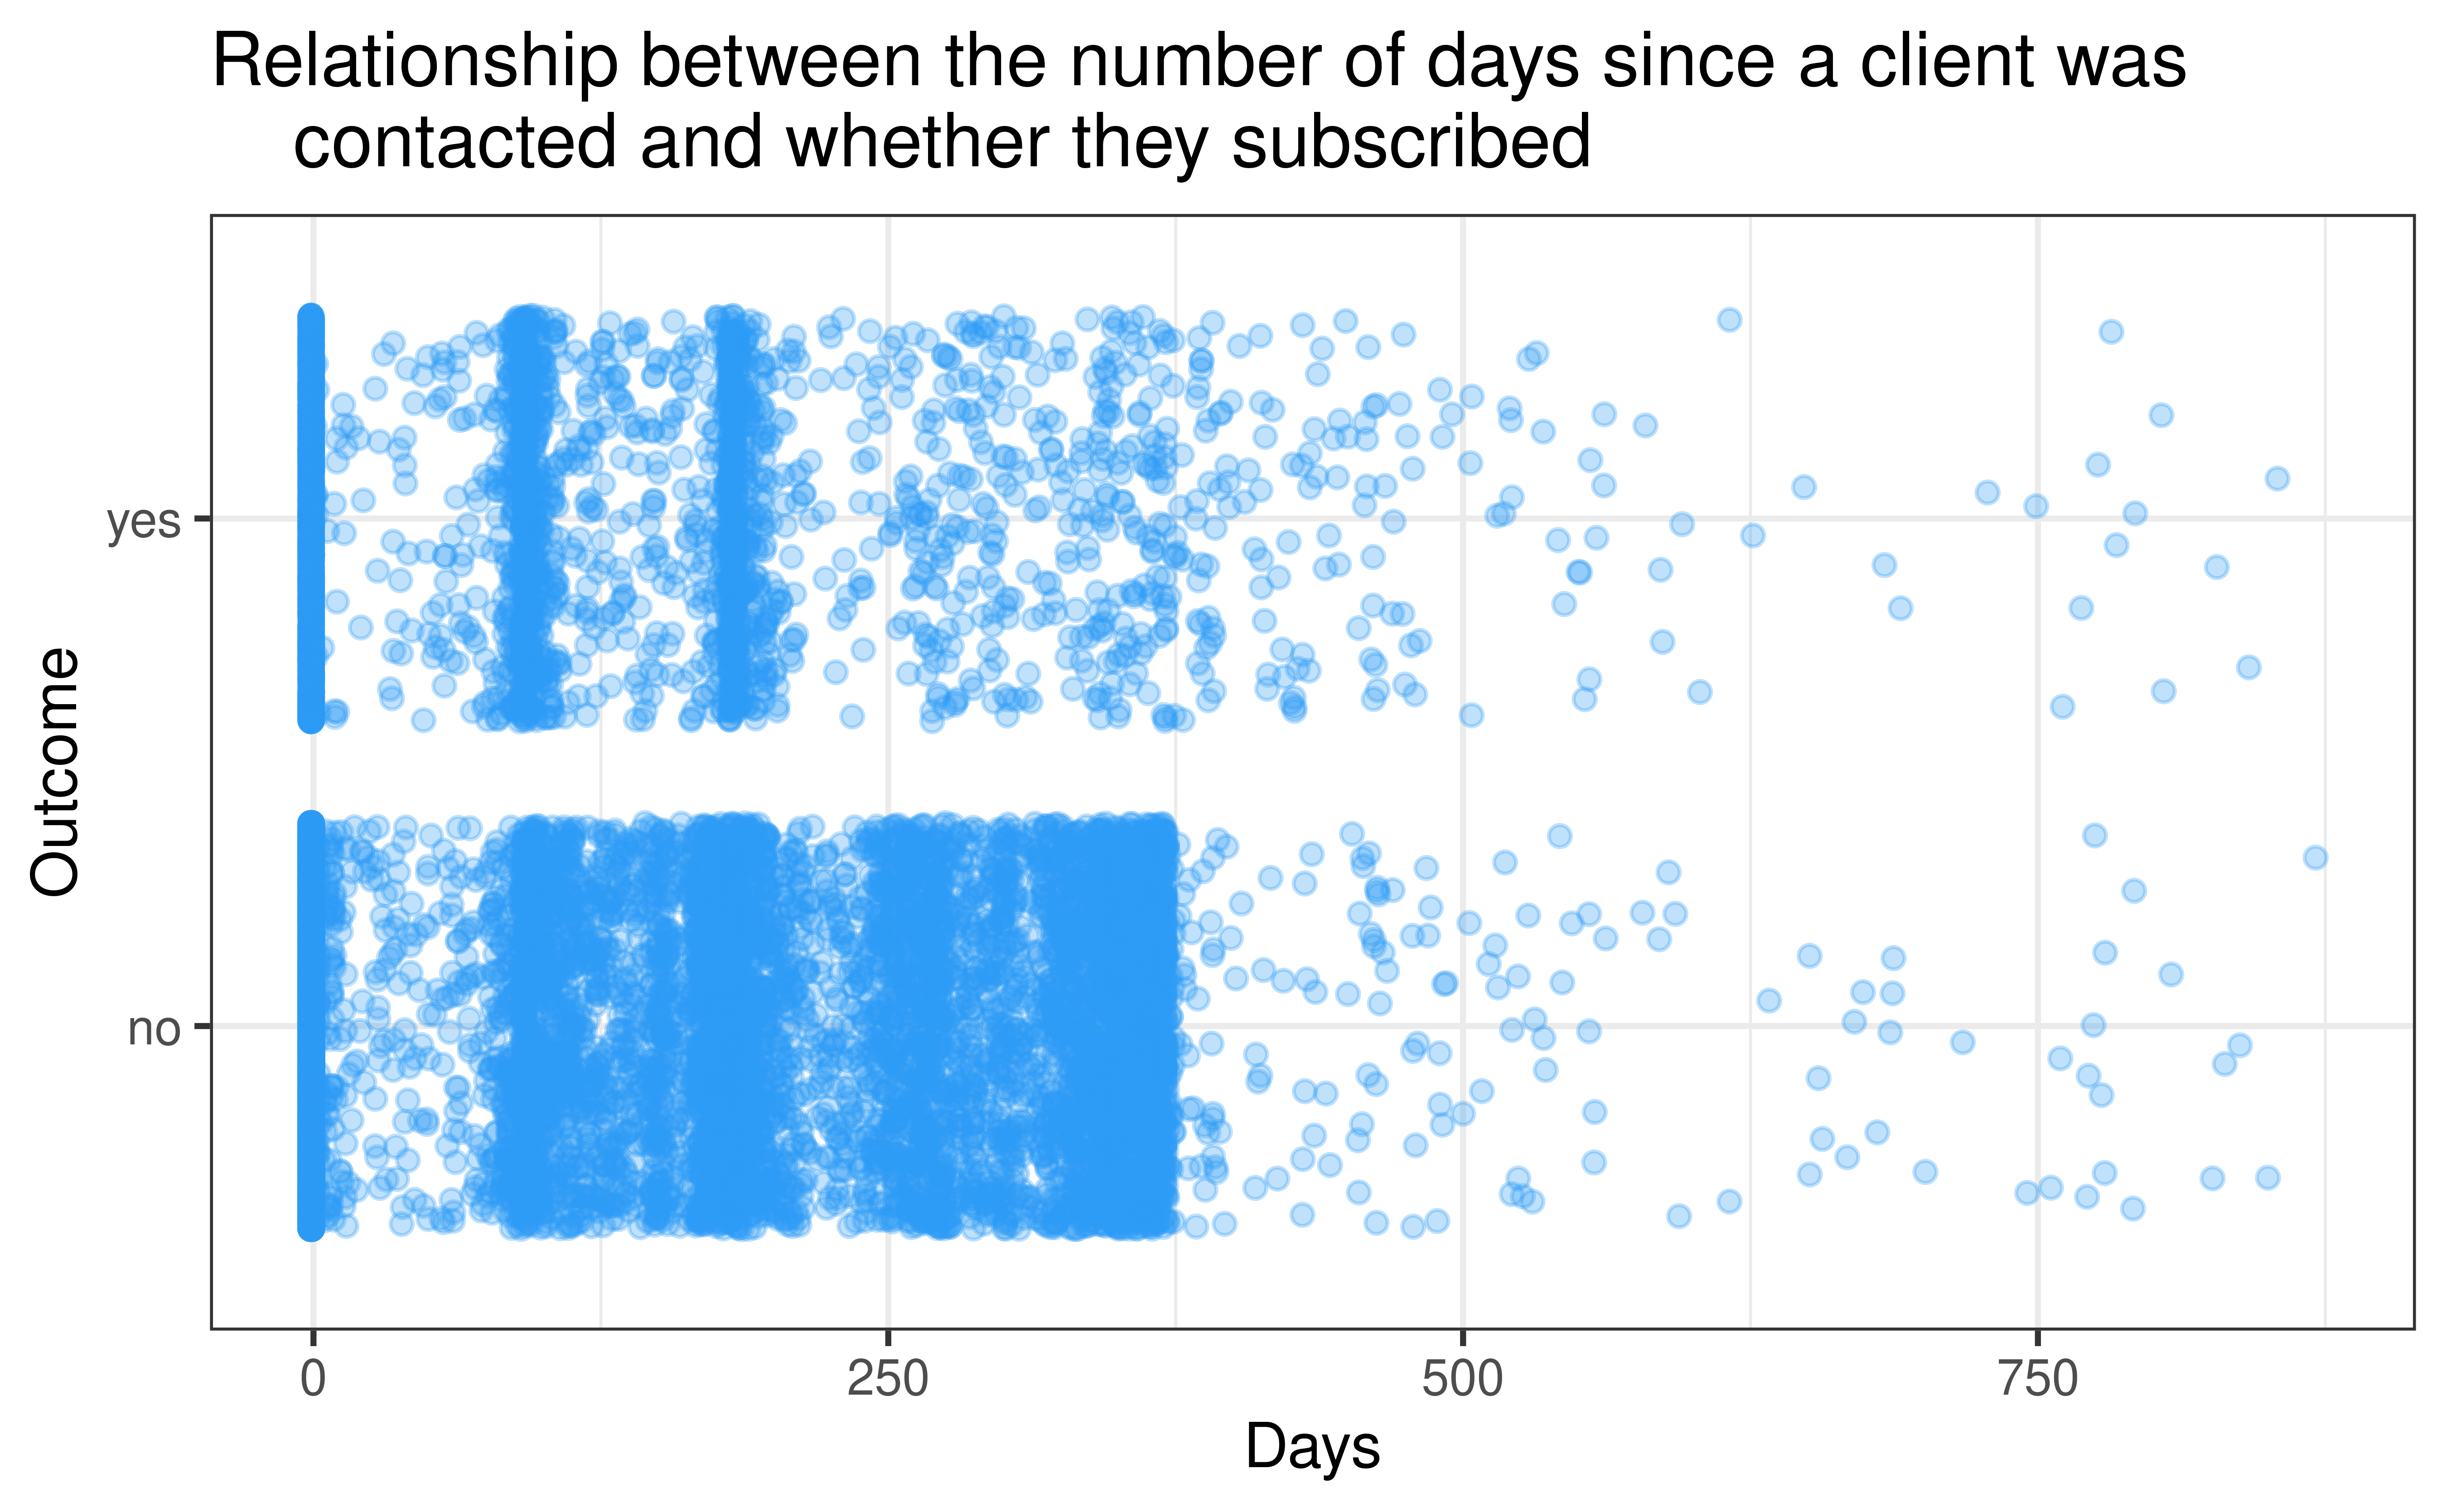 Relationship between the number of days since a client was
contacted and whether they subscribed
yes
no
Outcome
0 250 500 750
Days